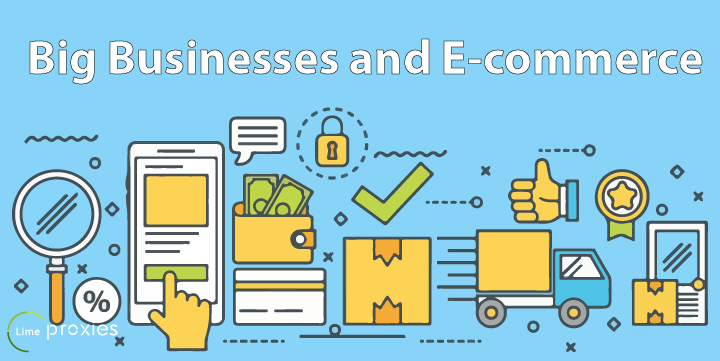 Big Businesses and E-commerce
%
Lime proxies